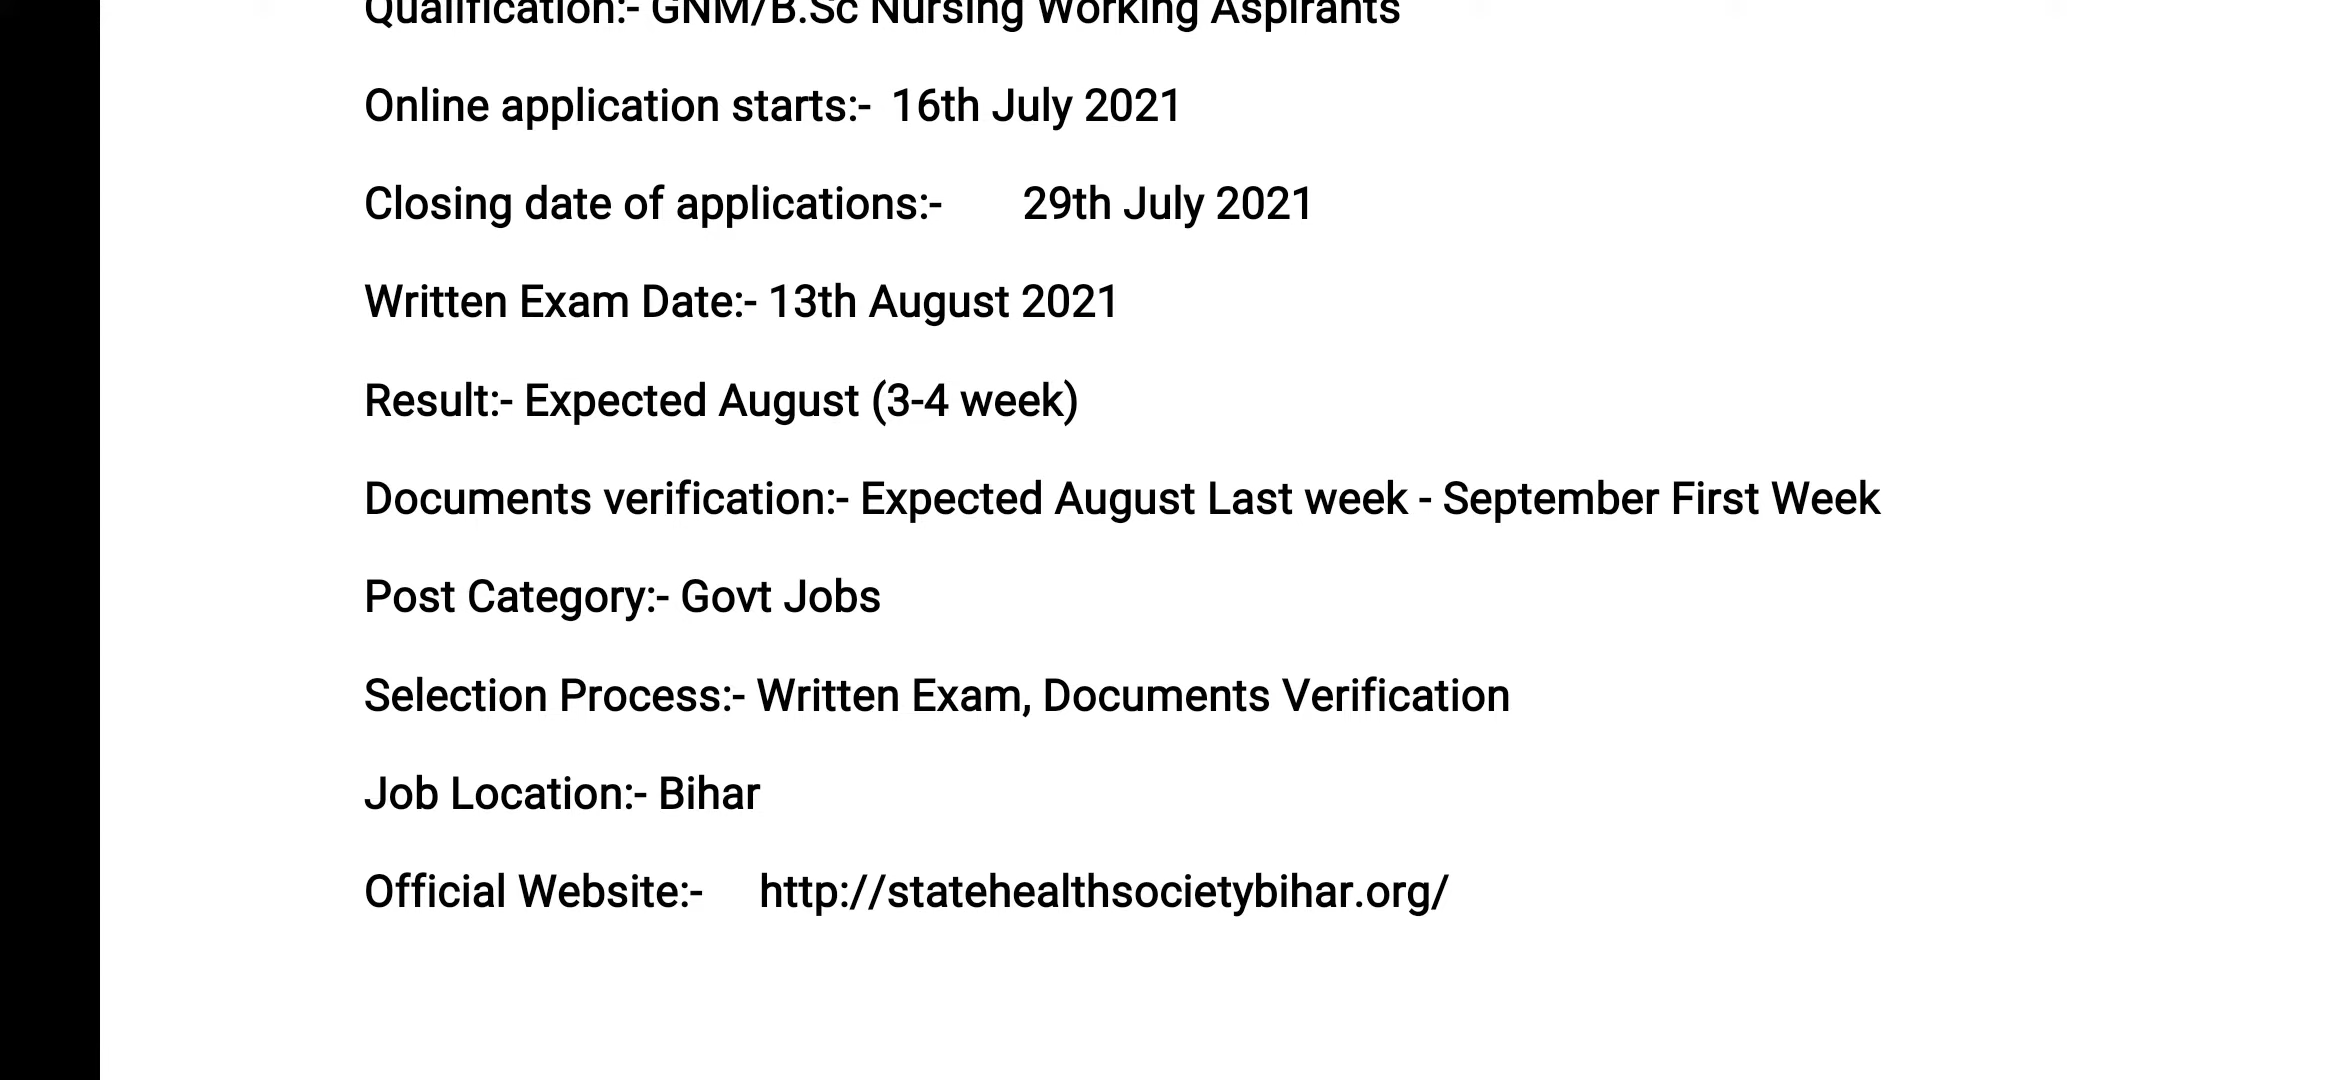 Qualification:- GNM/B.Sc Nursing Working Aspirants
Online application starts:- 16th July 2021
Closing date of applications:- 29th July 2021
Written Exam Date:- 13th August 2021
Result:- Expected August (3-4 week)
Documents verification:- Expected August Last week - September First Week
Post Category:- Govt Jobs
Selection Process:- Written Exam, Documents Verification
Job Location:- Bihar
Official Website:- http://statehealthsocietybihar.org/